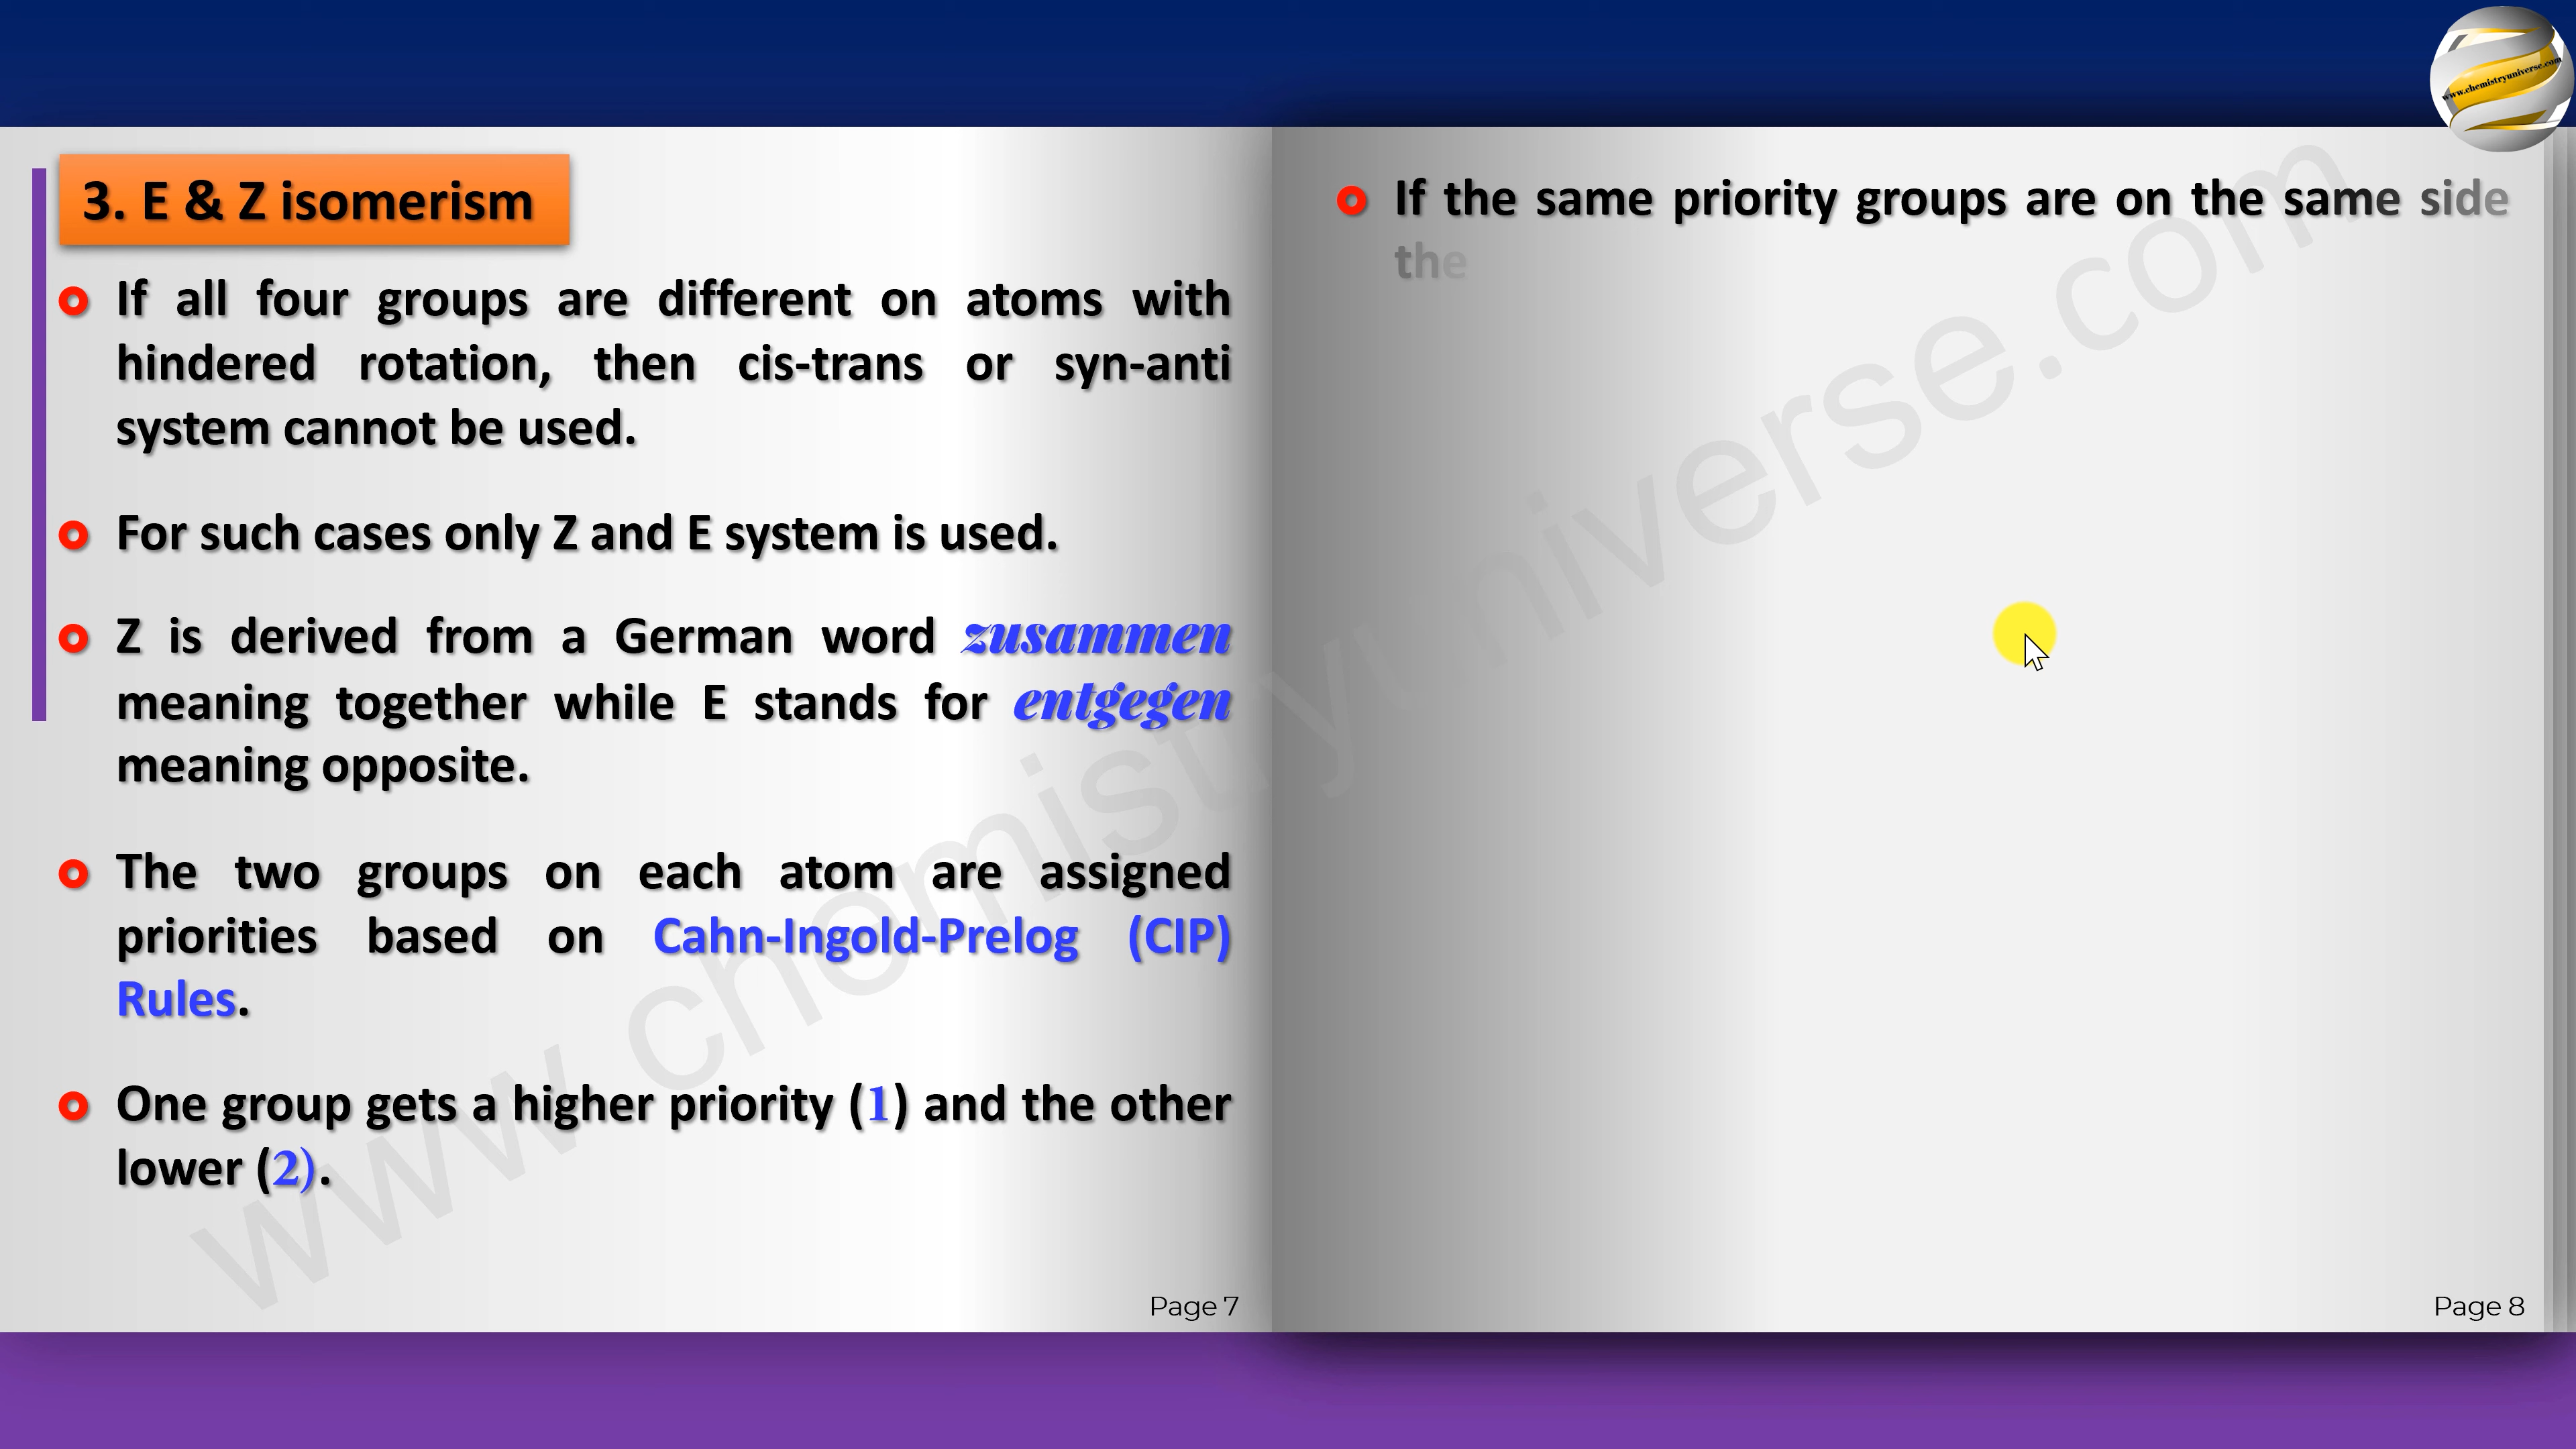 www.chemistryuniverse.com
3. E & Z isomerism
If all four groups are different on atoms with
hindered rotation, then cis-trans or syn-anti
system cannot be used.
For such cases only Z and E system is used.
Z is derived from a German word zusammen
meaning together while E stands for entgegen
meaning opposite.
The two groups on each atom are assigned
priorities based on Cahn-Ingold-Prelog (CIP)
Rules.
One group gets a higher priority (1) and the other
lower (2).
Page 7
If the same priority groups are on the same side
the
Page 8
www.chemistryuniverse.com